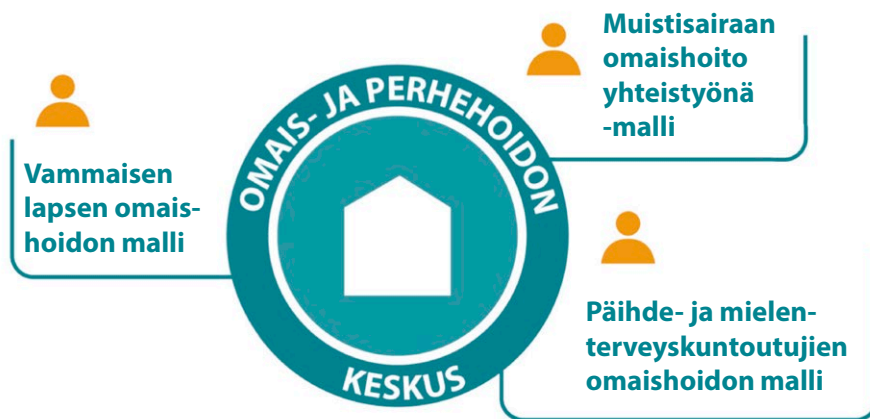 Muistisairaan
omaishoito
yhteistyönä
-malli
OMAIS- JA PERHEHOIDON
KESKUS
Vammaisen
lapsen omais-
hoidon malli
Päihde- ja mielen-
terveyskuntoutujien
omaishoidon malli